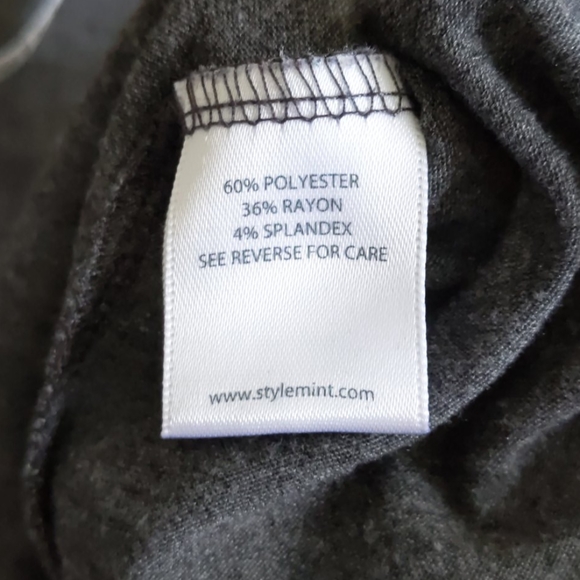 60% POLYESTER
36% RAYON
4% SPLANDEX
SEE REVERSE FOR CARE
www.stylemint.com